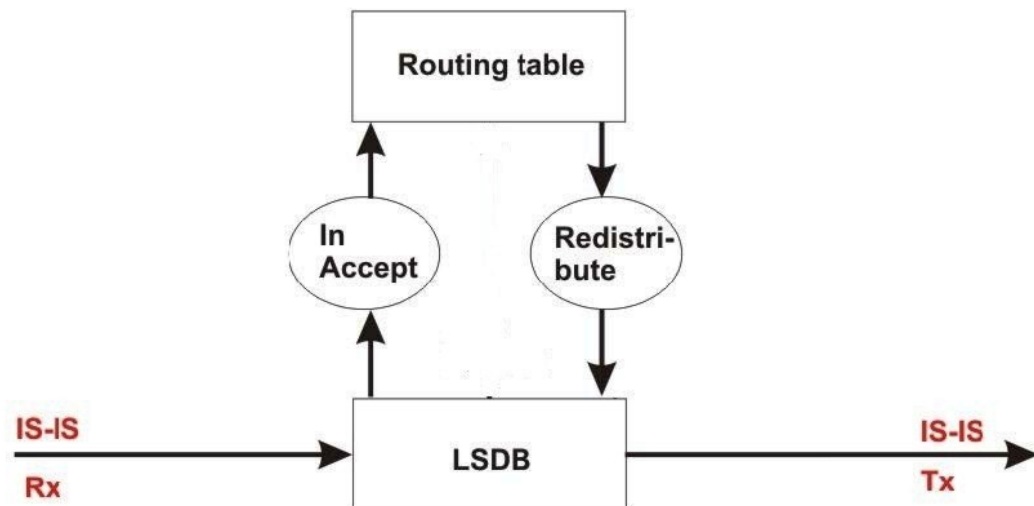 Routing table
In
Accept
Redistri-
bute
IS-IS
Rx
LSDB
IS-IS
Tx